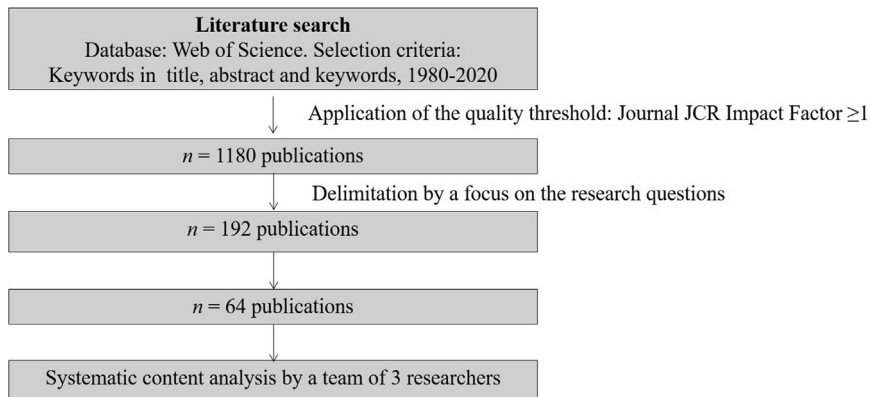 Literature search
Database: Web of Science. Selection criteria:
Keywords in title, abstract and keywords, 1980-2020
Application of the quality threshold: Journal JCR Impact Factor ≥1
n = 1180 publications
Delimitation by a focus on the research questions
n = 192 publications
n = 64 publications
Systematic content analysis by a team of 3 researchers